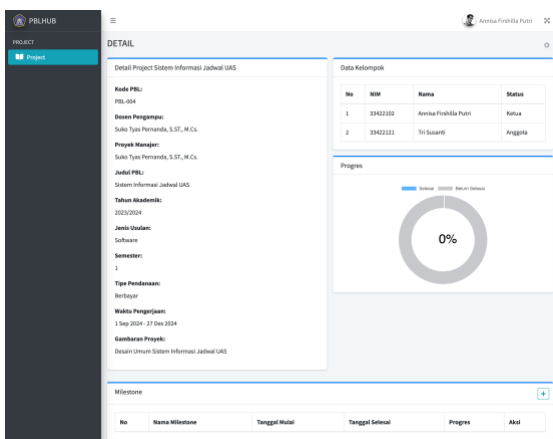 PBLHUB
Annisa Firshilla Putri
PROJECT
Project
DETAIL
Detail Project Sistem Informasi Jadwal UAS
Kode PBL:
PBL-004
Dosen Pengampu:
Suko Tyas Pernanda, S.ST., M.Cs.
Proyek Manajer:
Suko Tyas Pernanda, S.ST., M.Cs.
Judul PBL:
Sistem Informasi Jadwal UAS
Tahun Akademik:
2023/2024
Jenis Usulan:
Software
Semester:
1
Tipe Pendanaan:
Berbayar
Waktu Pengerjaan:
1 Sep 2024 - 27 Des 2024
Gambaran Proyek:
Desain Umum Sistem Informasi Jadwal UAS
Data Kelompok
No NIM Nama Status
1 33422102 Annisa Firshilla Putri Ketua
2 33422121 Tri Susanti Anggota
Progres
Selesai Belum Selesai
0%
Milestone
No Nama Milestone Tanggal Mulai Tanggal Selesai Progres Aksi